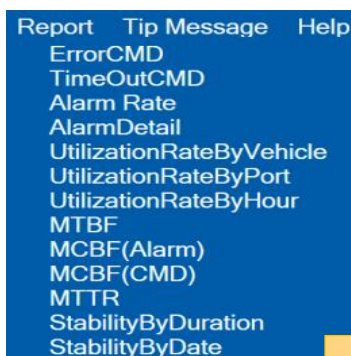 Report Tip Message Help
ErrorCMD
TimeOutCMD
Alarm Rate
AlarmDetail
UtilizationRateByVehicle
UtilizationRateByPort
UtilizationRateByHour
MTBF
MCBF(Alarm)
MCBF(CMD)
MTTR
StabilityByDuration
StabilityByDate